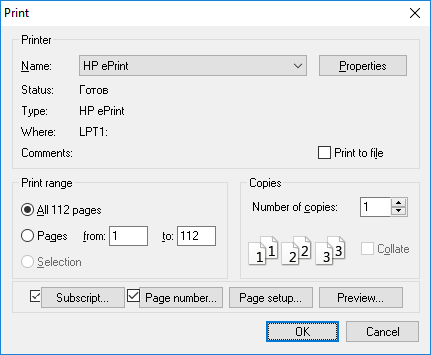 Print
Printer
Name: HP ePrint Properties
Status: Готов
Type: HP ePrint
Where: LPT1:
Comments: Print to file
Print range Copies
All 112 pages Number of copies: 1
Pages from: 1 to: 112
1 1 2 2 3 3 Collate
Selection
Subscript... Page number... Page setup... Preview...
OK Cancel